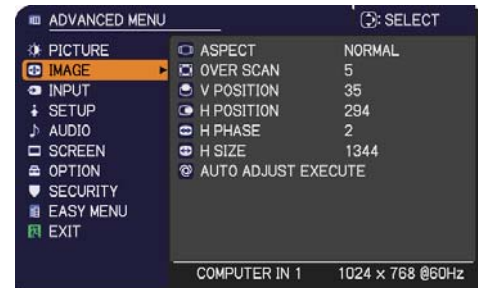 ADVANCED MENU : SELECT
PICTURE
IMAGE
INPUT
SETUP
AUDIO
SCREEN
OPTION
SECURITY
EASY MENU
EXIT
ASPECT NORMAL
OVER SCAN 5
V POSITION 35
H POSITION 294
H PHASE 2
H SIZE 1344
AUTO ADJUST EXECUTE
COMPUTER IN 1 1024 x 768 @60Hz